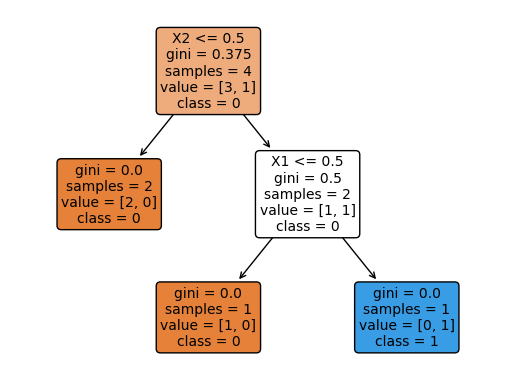 X2 <= 0.5
gini = 0.375
samples = 4
value = [3, 1]
class = 0
gini = 0.0
samples = 2
value = [2, 0]
class = 0
X1 <= 0.5
gini = 0.5
samples = 2
value = [1, 1]
class = 0
gini = 0.0
samples = 1
value = [1, 0]
class = 0
gini = 0.0
samples = 1
value = [0, 1]
class = 1